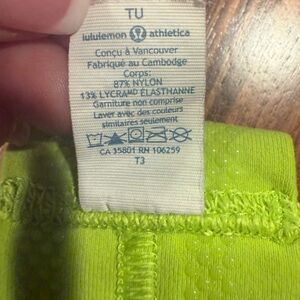 TU
lululemon athletica
Conçu à Vancouver
Fabriqué au Cambodge
Corps:
87% NYLON
13% LYCRAᴹᴰ ÉLASTHANNE
Garniture non comprise
Laver avec des couleurs
similaires seulement
CA 35801 RN 106259
T3